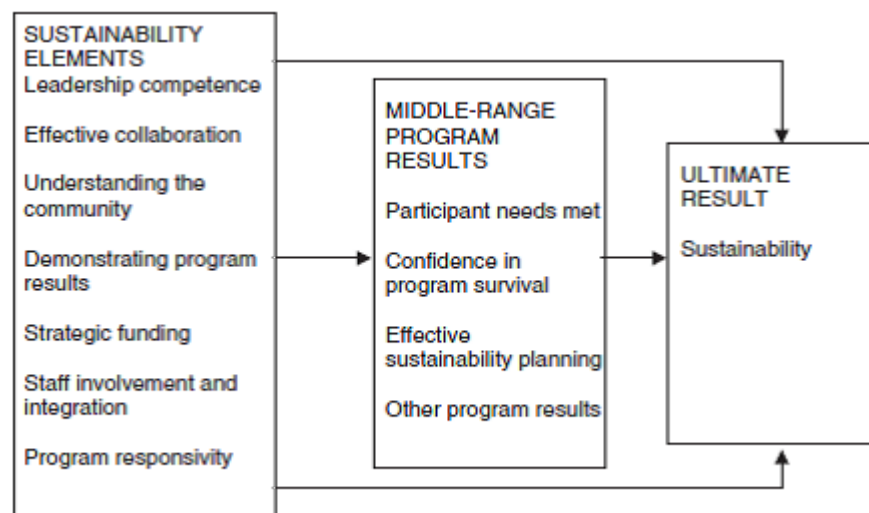 SUSTAINABILITY
ELEMENTS
Leadership competence
Effective collaboration
Understanding the
community
Demonstrating program
results
Strategic funding
Staff involvement and
integration
Program responsivity
MIDDLE-RANGE
PROGRAM
RESULTS
Participant needs met
Confidence in
program survival
Effective
sustainability planning
Other program results
ULTIMATE
RESULT
Sustainability